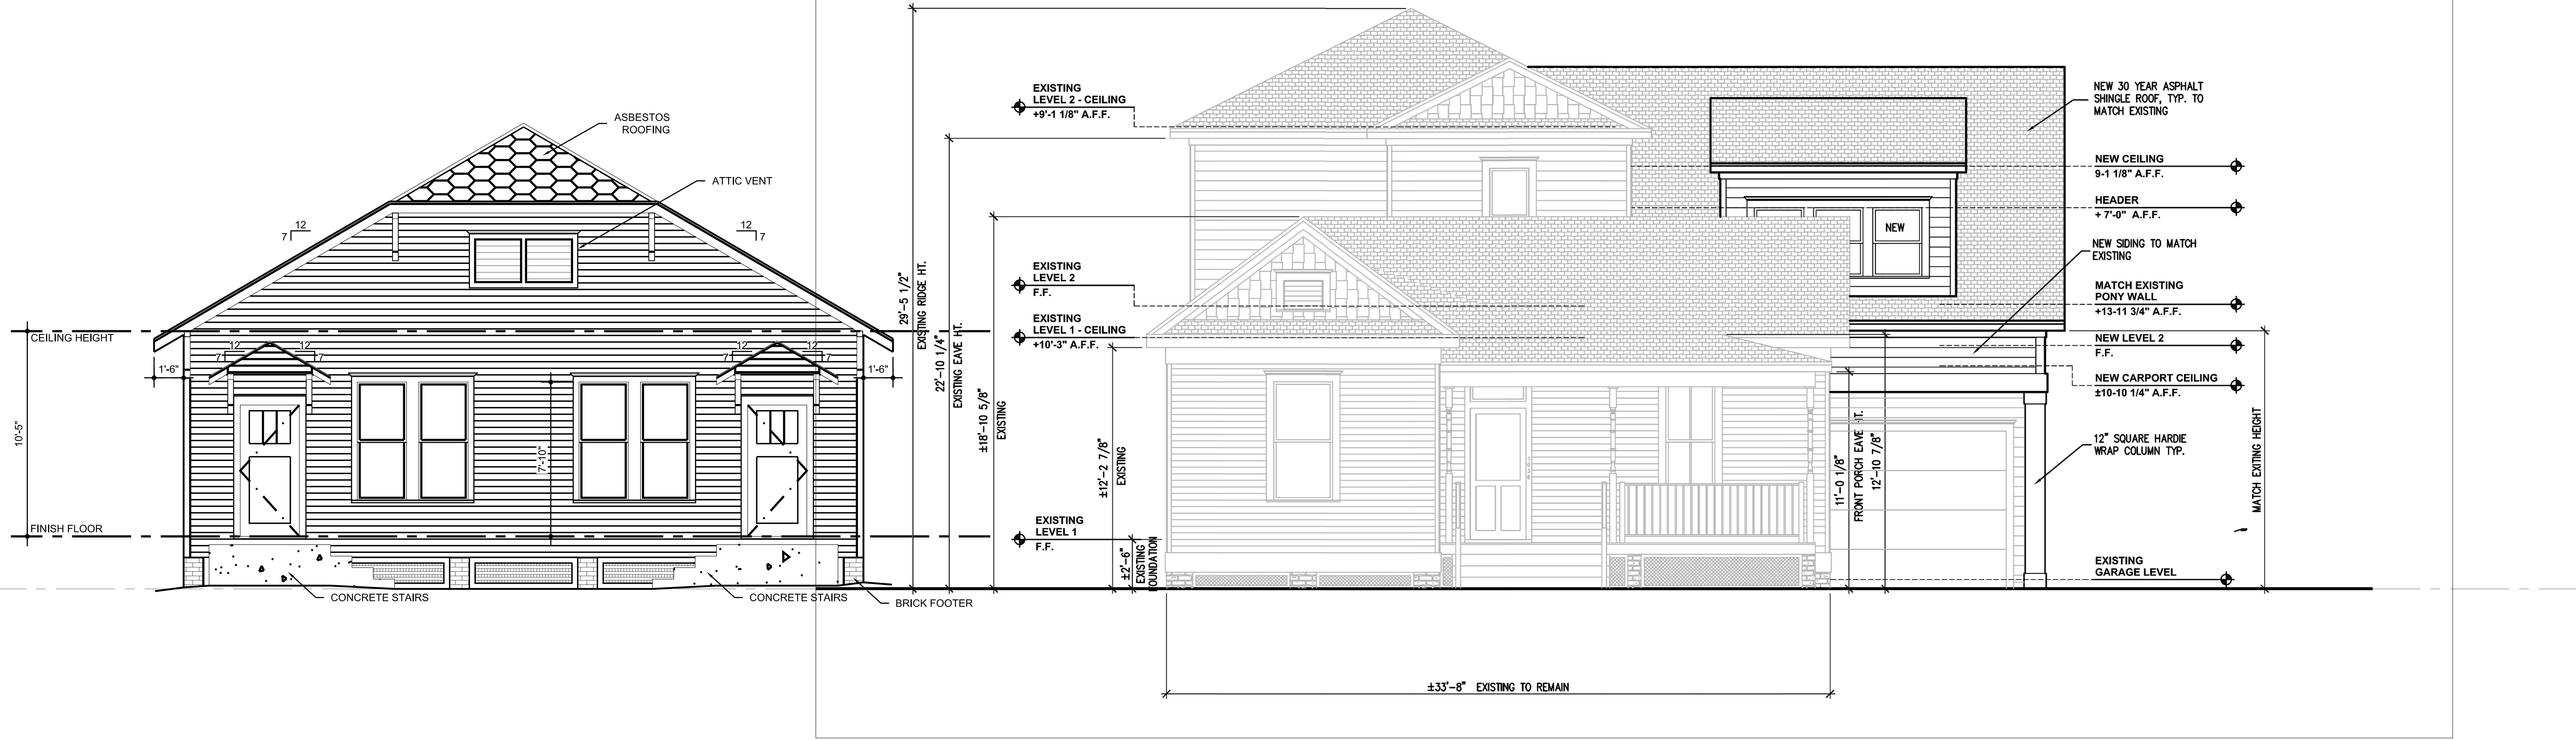 ASBESTOS
ROOFING
ATTIC VENT
12
7
12
7
CEILING HEIGHT
12
7
12
7
12
7
12
7
1'-6"
1'-6"
10'-5"
7'-10"
FINISH FLOOR
CONCRETE STAIRS
CONCRETE STAIRS
BRICK FOOTER
29'-5 1/2"
EXISTING RIDGE HT.
22'-10 1/4"
EXISTING EAVE HT.
±18'-10 5/8"
EXISTING
±12'-2 7/8"
EXISTING
±2'-6"
EXISTING
FOUNDATION
EXISTING
LEVEL 2 - CEILING
+9'-1 1/8" A.F.F.
EXISTING
LEVEL 2
F.F.
EXISTING
LEVEL 1 - CEILING
+10'-3" A.F.F.
EXISTING
LEVEL 1
F.F.
NEW
11'-0 1/8"
FRONT PORCH EAVE HT.
12'-10 7/8"
±33'-8" EXISTING TO REMAIN
NEW 30 YEAR ASPHALT
SHINGLE ROOF, TYP. TO
MATCH EXISTING
NEW CEILING
9-1 1/8" A.F.F.
HEADER
+ 7'-0" A.F.F.
NEW SIDING TO MATCH
EXISTING
MATCH EXISTING
PONY WALL
+13-11 3/4" A.F.F.
NEW LEVEL 2
F.F.
NEW CARPORT CEILING
±10-10 1/4" A.F.F.
12" SQUARE HARDIE
WRAP COLUMN TYP.
MATCH EXITING HEIGHT
EXISTING
GARAGE LEVEL